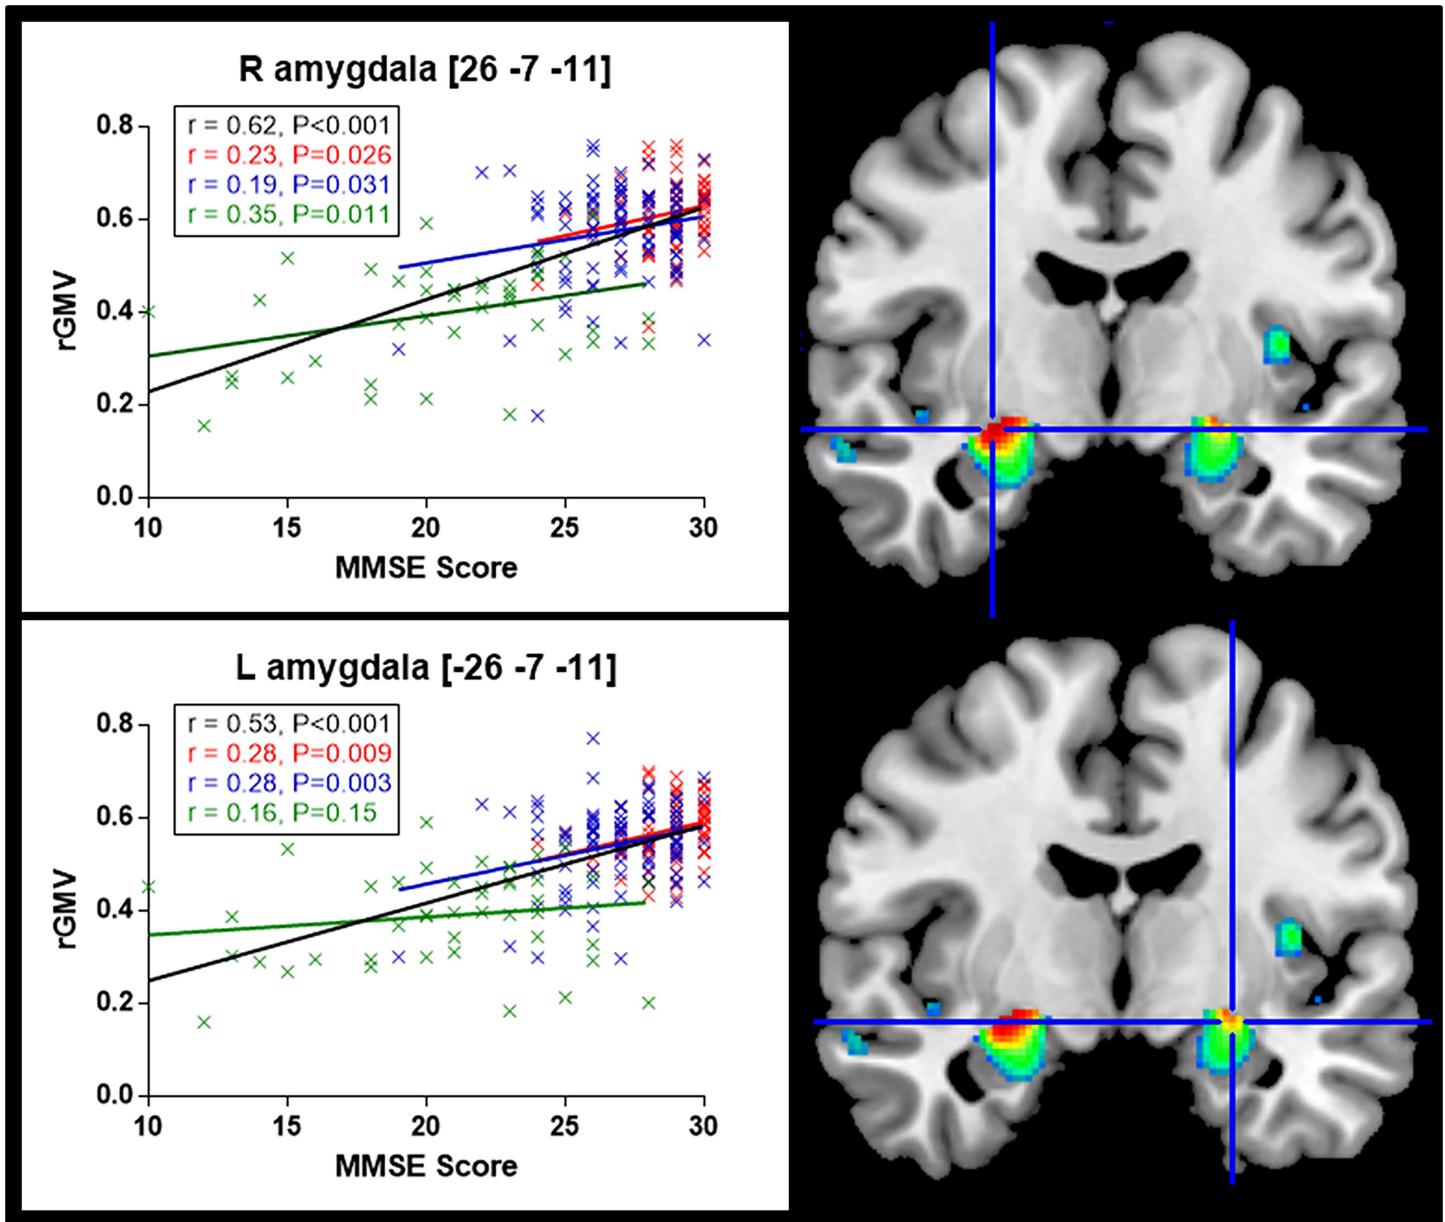 R amygdala [26 -7 -11]
r = 0.62, P<0.001
r = 0.23, P=0.026
r = 0.19, P=0.031
r = 0.35, P=0.011
0.8
0.6
0.4
0.2
0.0
rGMV
10 15 20 25 30
MMSE Score
L amygdala [-26 -7 -11]
r = 0.53, P<0.001
r = 0.28, P=0.009
r = 0.28, P=0.003
r = 0.16, P=0.15
0.8
0.6
0.4
0.2
0.0
rGMV
10 15 20 25 30
MMSE Score